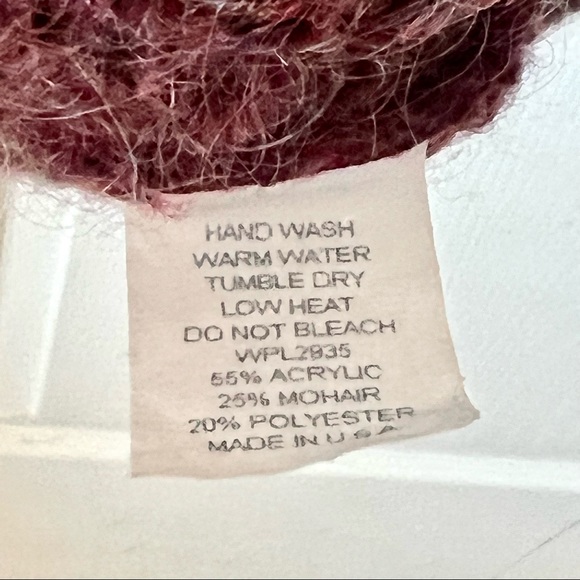 HAND WASH
WARM WATER
TUMBLE DRY
LOW HEAT
DO NOT BLEACH
WPL2935
55% ACRYLIC
25% MOHAIR
20% POLYESTER
MADE IN U S A